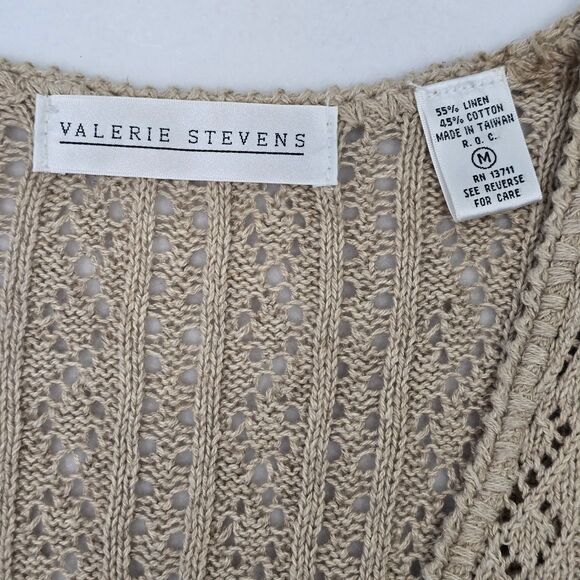 VALERIE STEVENS
55% LINEN
45% COTTON
MADE IN TAIWAN
R. O. C.
M
RN 13711
SEE REVERSE
FOR CARE